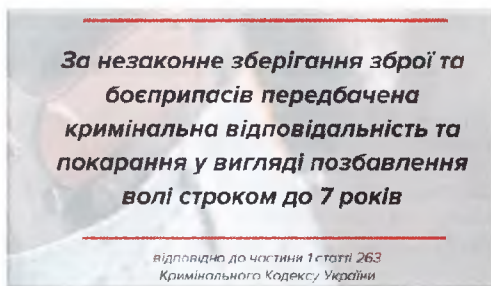 За незаконне зберігання зброї та
боєприпасів передбачена
кримінальна відповідальність та
покарання у вигляді позбавлення
волі строком до 7 років
відповідно до частини 1 статті 263
Кримінального Кодексу України